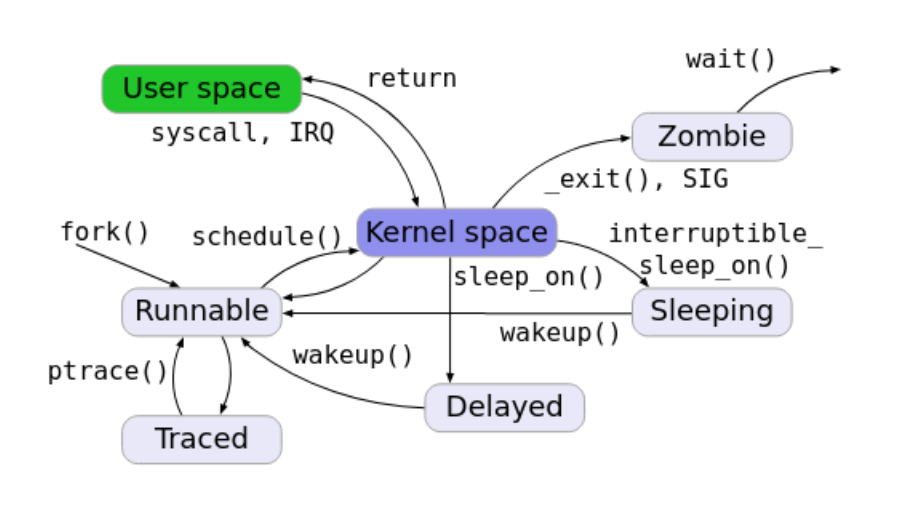 wait()
return
User space
syscall, IRQ
Zombie
_exit(), SIG
fork()
schedule()
Kernel space
interruptible_
sleep_on()
sleep_on()
Runnable
Sleeping
wakeup()
wakeup()
ptrace()
Delayed
Traced